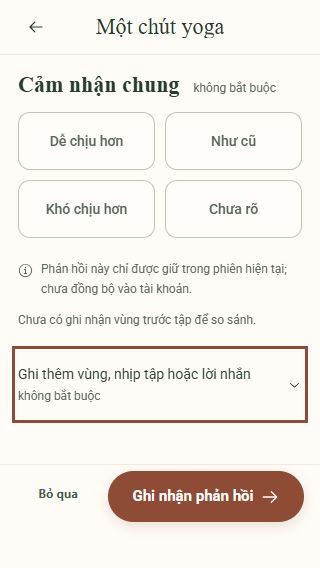 Một chút yoga
Cảm nhận chung không bắt buộc
Dễ chịu hơn
Như cũ
Khó chịu hơn
Chưa rõ
Phản hồi này chỉ được giữ trong phiên hiện tại;
chưa đồng bộ vào tài khoản.
Chưa có ghi nhận vùng trước tập để so sánh.
Ghi thêm vùng, nhịp tập hoặc lời nhắn
không bắt buộc
Bỏ qua
Ghi nhận phản hồi